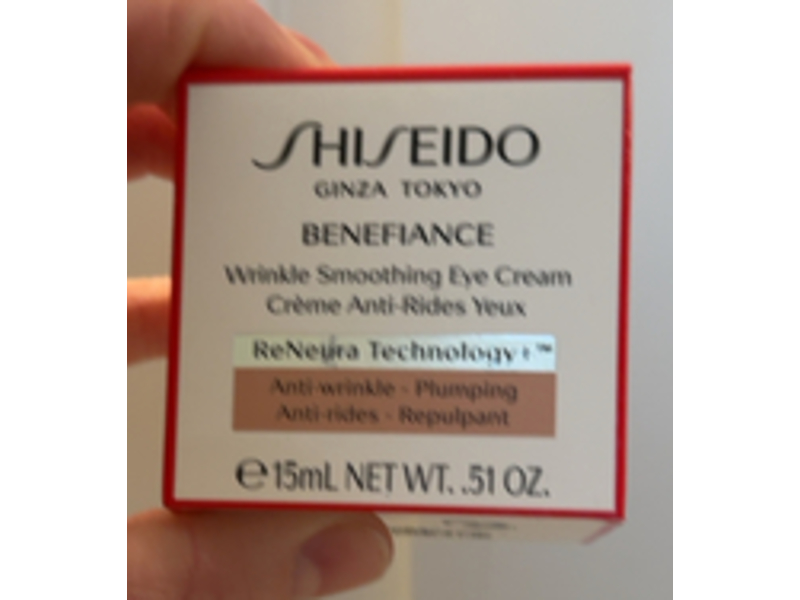 SHISEIDO
GINZA TOKYO
BENEFIANCE
Wrinkle Smoothing Eye Cream
Crème Anti-Rides Yeux
ReNeura Technology+™
Anti-wrinkle - Plumping
Anti-rides - Repulpant
℮15mL NET WT. .51 OZ.